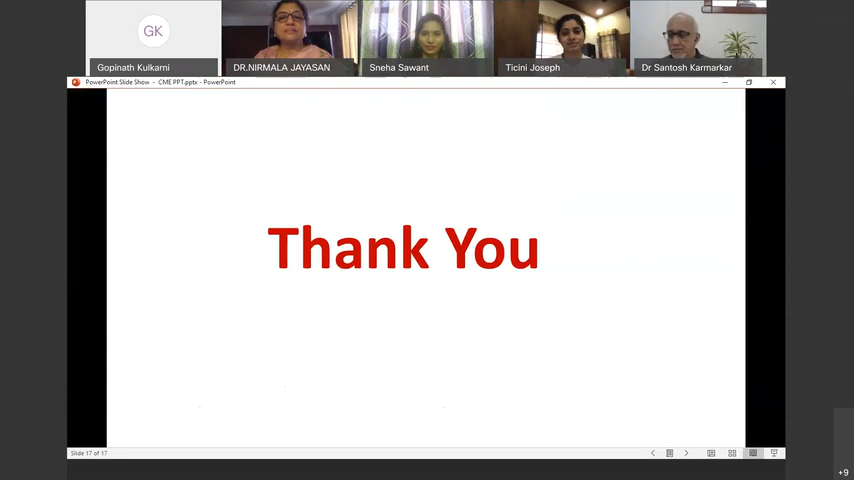 GK
Gopinath Kulkarni
DR.NIRMALA JAYASAN
Sneha Sawant
Ticini Joseph
Dr Santosh Karmarkar
PowerPoint Slide Show - CME PPT.pptx - PowerPoint
Thank You
Slide 17 of 17
+9